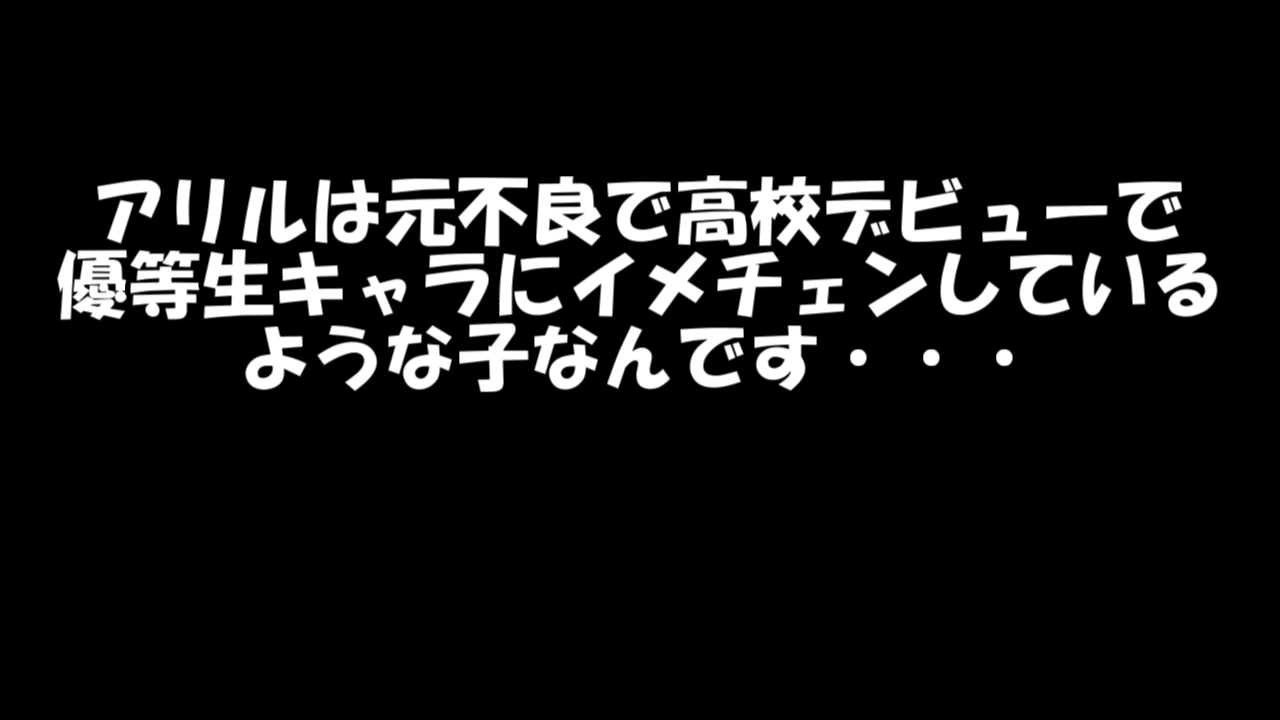 アリルは元不良で高校デビューで
優等生キャラにイメチェンしている
ような子なんです・・・